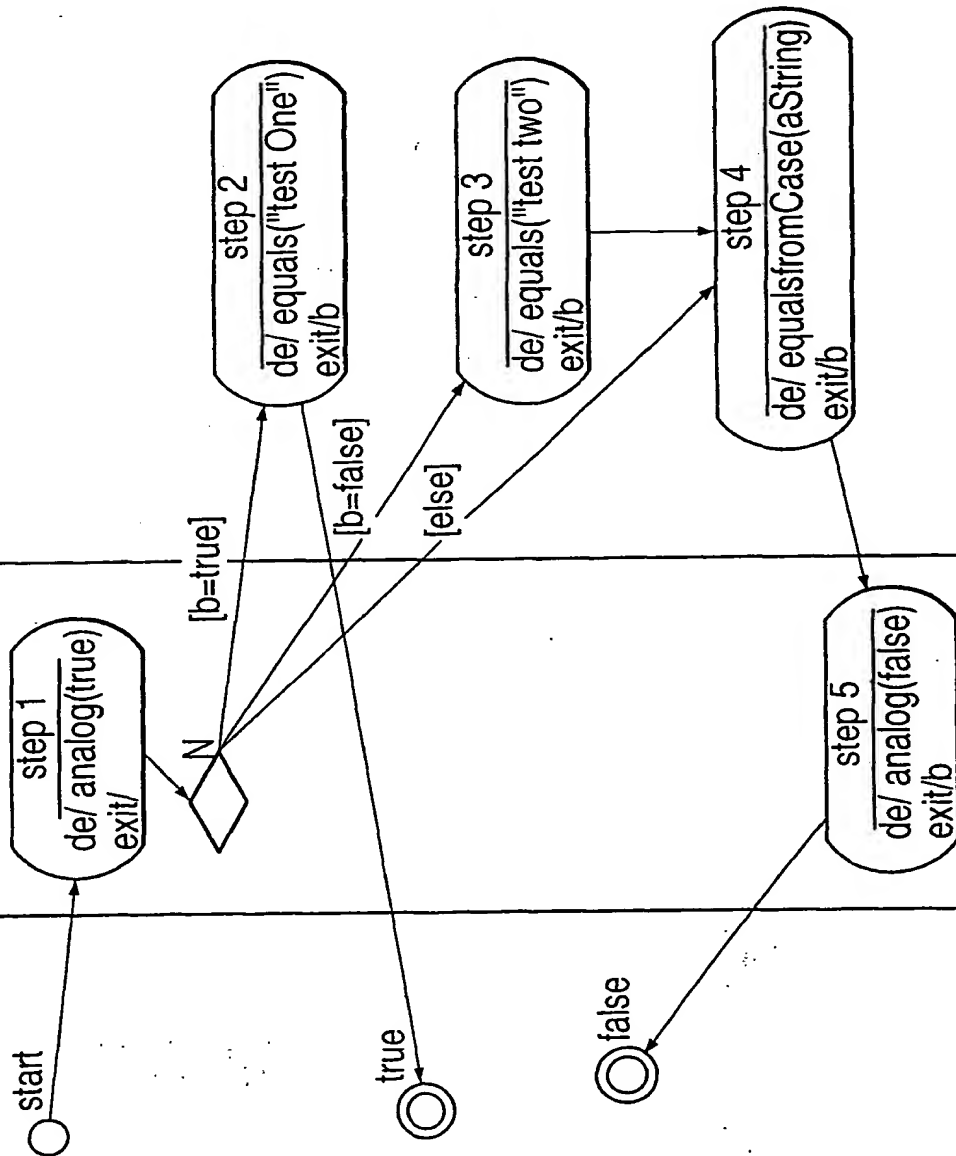 start
step 1
de/ analog(true)
exit/
N
[b=true]
[b=false]
[else]
step 2
de/ equals("test One")
exit/b
step 3
de/ equals("test two")
exit/b
step 4
de/ equalsfromCase(aString)
exit/b
step 5
de/ analog(false)
exit/b
true
false